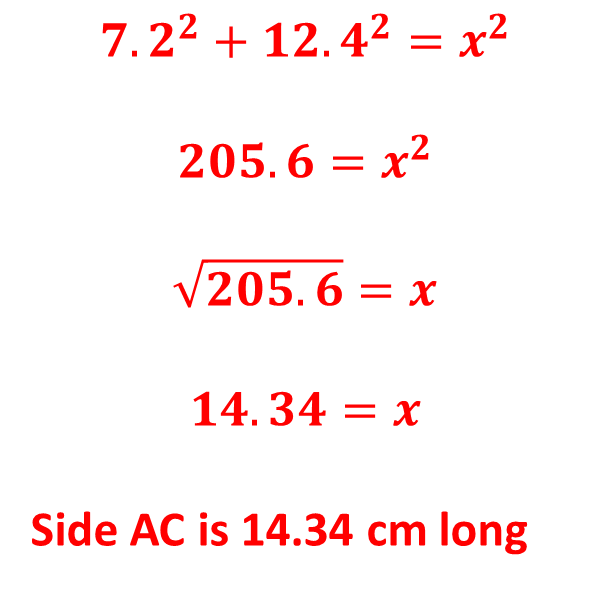 7.2² + 12.4² = x²
205.6 = x²
√205.6 = x
14.34 = x
Side AC is 14.34 cm long